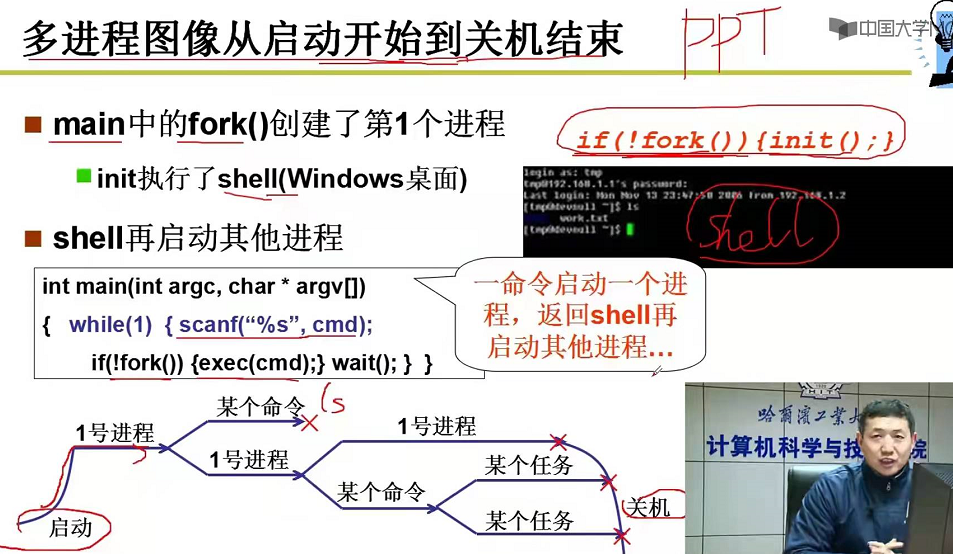 多进程图像从启动开始到关机结束
PPT
中国大学MO
main中的fork()创建了第1个进程
if(!fork()){init();}
init执行了shell(Windows桌面)
login as: tmp
tmp@192.168.1.1's password:
Last login: Mon Nov 13 23:47:50 2006 from 192.168.1.2
[tmp@devnull ~]$ ls
work.txt
[tmp@devnull ~]$
shell
shell再启动其他进程
int main(int argc, char * argv[])
{ while(1) { scanf(“%s”, cmd);
if(!fork()) {exec(cmd);} wait(); } }
一命令启动一个进
程，返回shell再
启动其他进程…
某个命令
ls
1号进程
1号进程
1号进程
某个任务
某个命令
某个任务
启动
关机
哈爾濱工業大
计算机科学与技
院